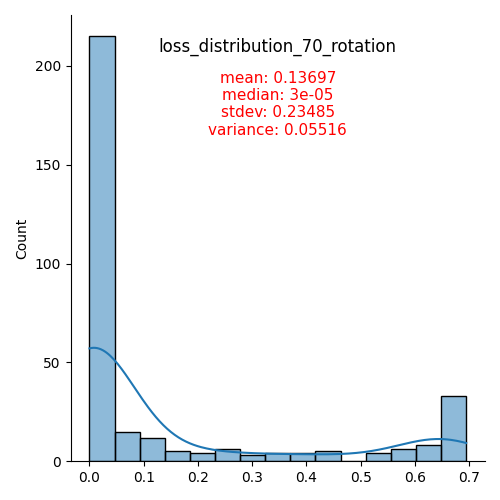 loss_distribution_70_rotation
mean: 0.13697
median: 3e-05
stdev: 0.23485
variance: 0.05516
Count
200
150
100
50
0
0.0 0.1 0.2 0.3 0.4 0.5 0.6 0.7